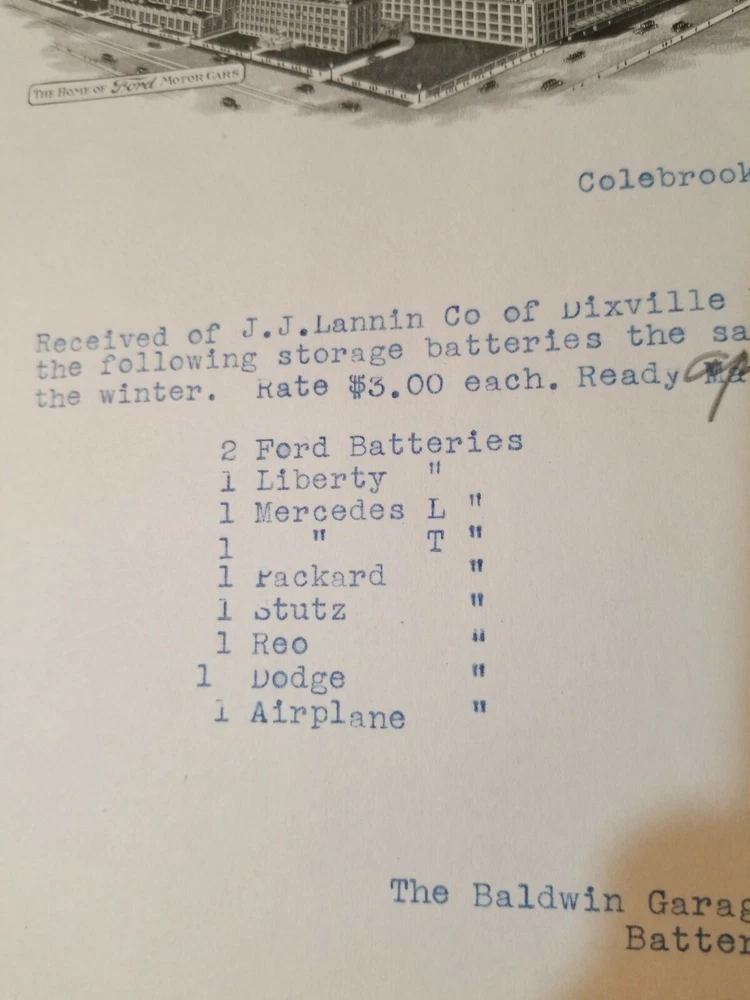 THE HOME OF Ford MOTOR CARS
Colebrook
Received of J.J.Lannin Co of Dixville
the following storage batteries the sa
the winter. Rate $3.00 each. Ready Ma
2 Ford Batteries
1 Liberty "
1 Mercedes L "
1 " T "
1 Packard "
1 Stutz "
1 Reo "
1 Dodge "
1 Airplane "
The Baldwin Garag
Batter